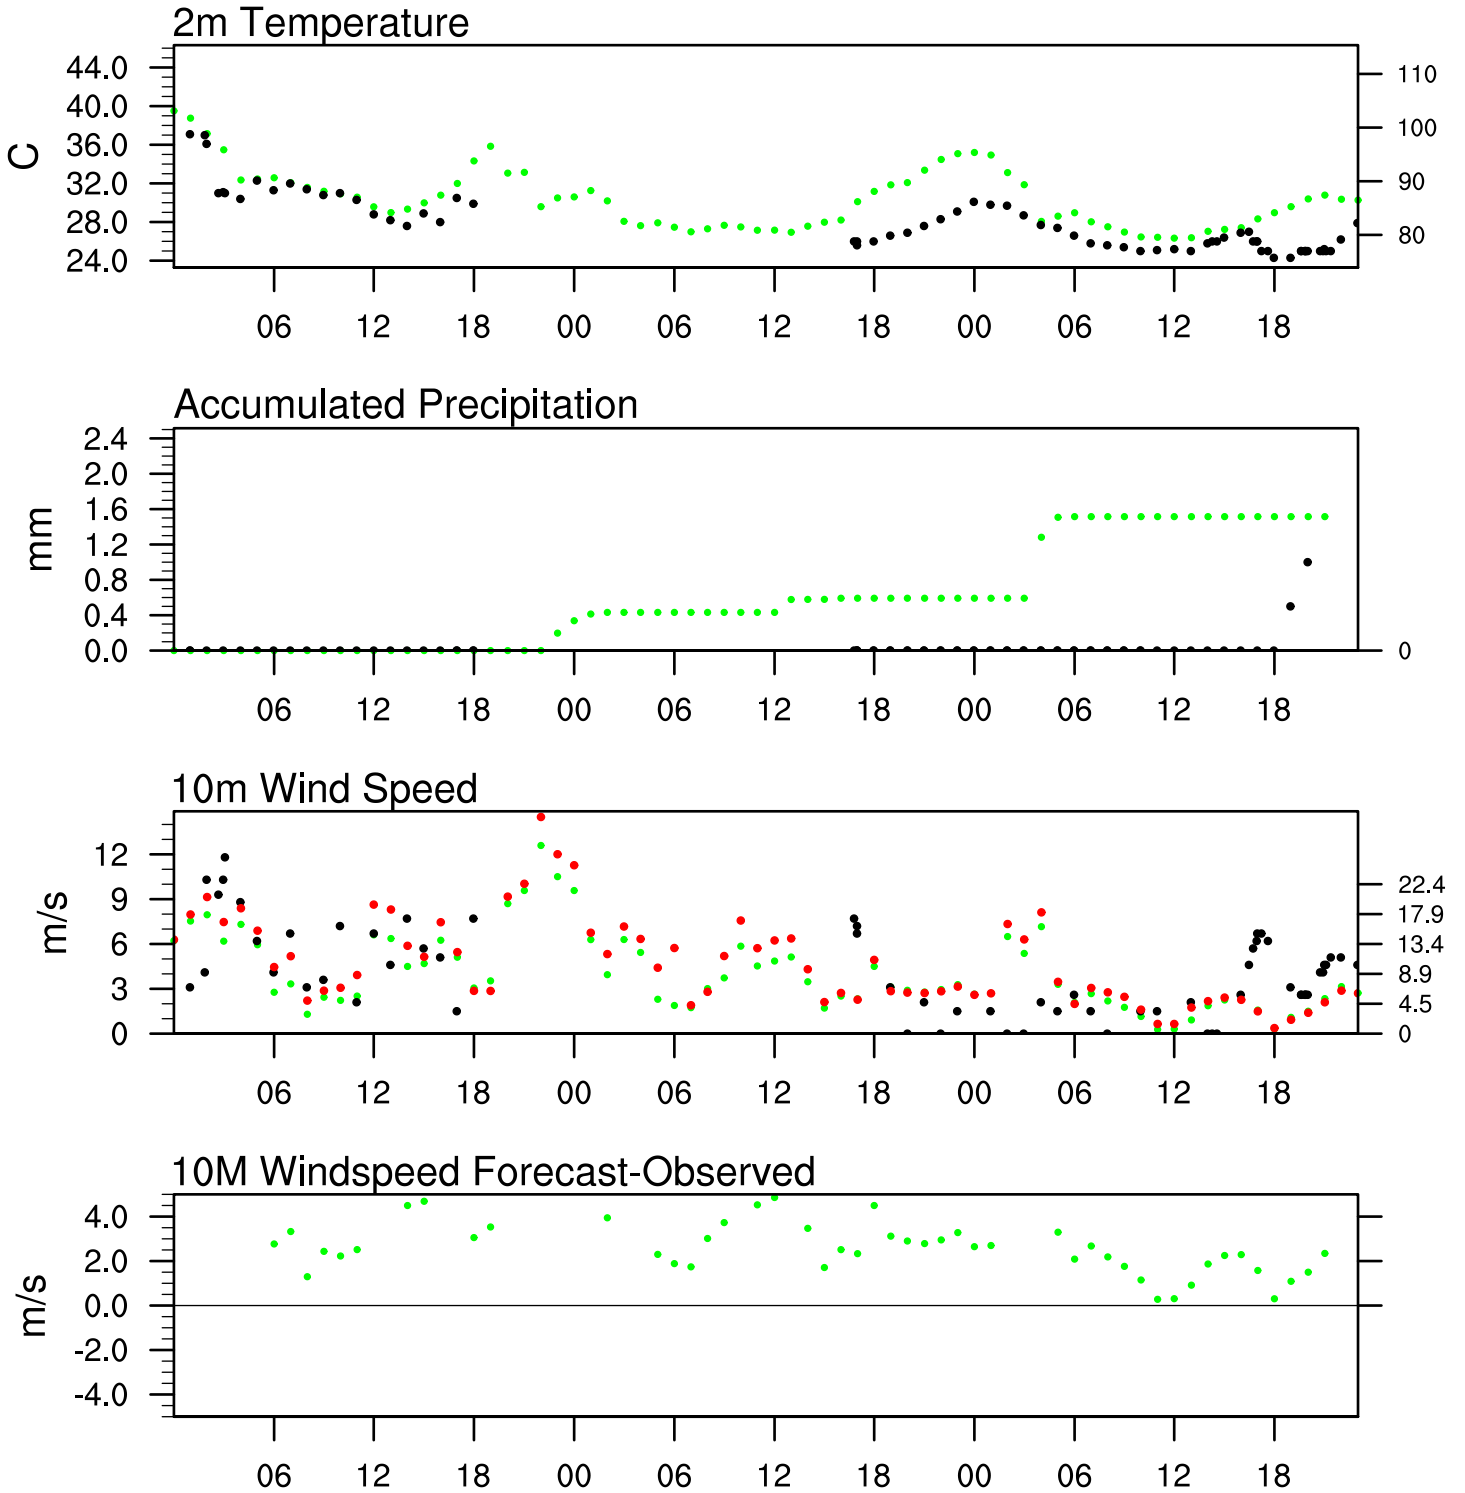 2m Temperature
44.0
40.0
36.0
32.0
28.0
24.0
C
110
100
90
80
06 12 18 00 06 12 18 00 06 12 18
Accumulated Precipitation
2.4
2.0
1.6
1.2
0.8
0.4
0.0
mm
0
06 12 18 00 06 12 18 00 06 12 18
10m Wind Speed
12
9
6
3
0
m/s
22.4
17.9
13.4
8.9
4.5
0
06 12 18 00 06 12 18 00 06 12 18
10M Windspeed Forecast-Observed
4.0
2.0
0.0
-2.0
-4.0
m/s
06 12 18 00 06 12 18 00 06 12 18